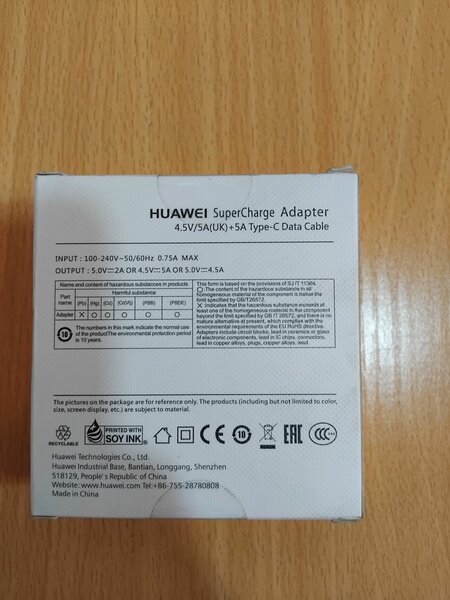 HUAWEI SuperCharge Adapter
4.5V/5A(UK)+5A Type-C Data Cable
INPUT : 100-240V~50/60Hz 0.75A MAX
OUTPUT : 5.0V⎓2A OR 4.5V⎓5A OR 5.0V⎓4.5A
Name and content of hazardous substances in products
Part name
Harmful substance
(Pb) (Hg) (Cd) (Cr(VI)) (PBB) (PBDE)
Adapter X O O O O O
10 The numbers in this mark indicate the normal use
of the product.The environmental protection period
is 10 years.
This form is based on the provisions of SJ/T 11364.
O The content of the hazardous substance in all
homogeneous material of the component is below the
limit specified by GB/T26572.
X Indicates that the hazardous substance exceeds at
least one of the homogeneous material of the component
beyond the limit specified by GB /T 26572, and there is no
mature alternative at present, which complies with the
environmental requirements of the EU RoHS directive.
Adapters include circuit blocks, lead in ceramics or glass
of electronic components, lead in IC chips, connectors,
lead in copper alloys, plugs, copper alloys, lead.
The pictures on the package for reference only. The products (including but not limited to color,
size, screen display, etc.) are subject to material.
RECYCLABLE
PRINTED WITH
SOY INK
CE 10 EAC CCC
Huawei Technologies Co., Ltd.
Huawei Industrial Base, Bantian, Longgang, Shenzhen
518129, People's Republic of China
Website: www.huawei.com Tel:+86-755-28780808
Made in China